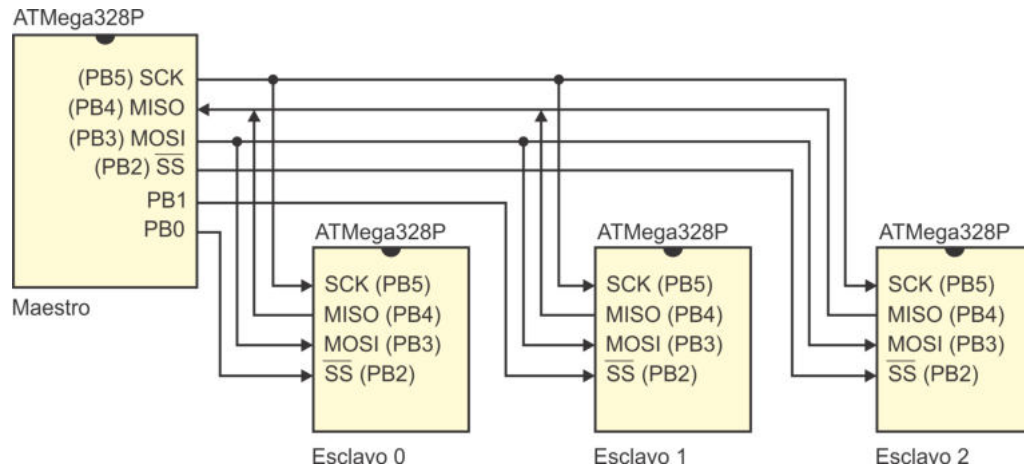 ATMega328P
(PB5) SCK
(PB4) MISO
(PB3) MOSI
(PB2) SS
PB1
PB0
Maestro
ATMega328P
SCK (PB5)
MISO (PB4)
MOSI (PB3)
SS (PB2)
Esclavo 0
ATMega328P
SCK (PB5)
MISO (PB4)
MOSI (PB3)
SS (PB2)
Esclavo 1
ATMega328P
SCK (PB5)
MISO (PB4)
MOSI (PB3)
SS (PB2)
Esclavo 2